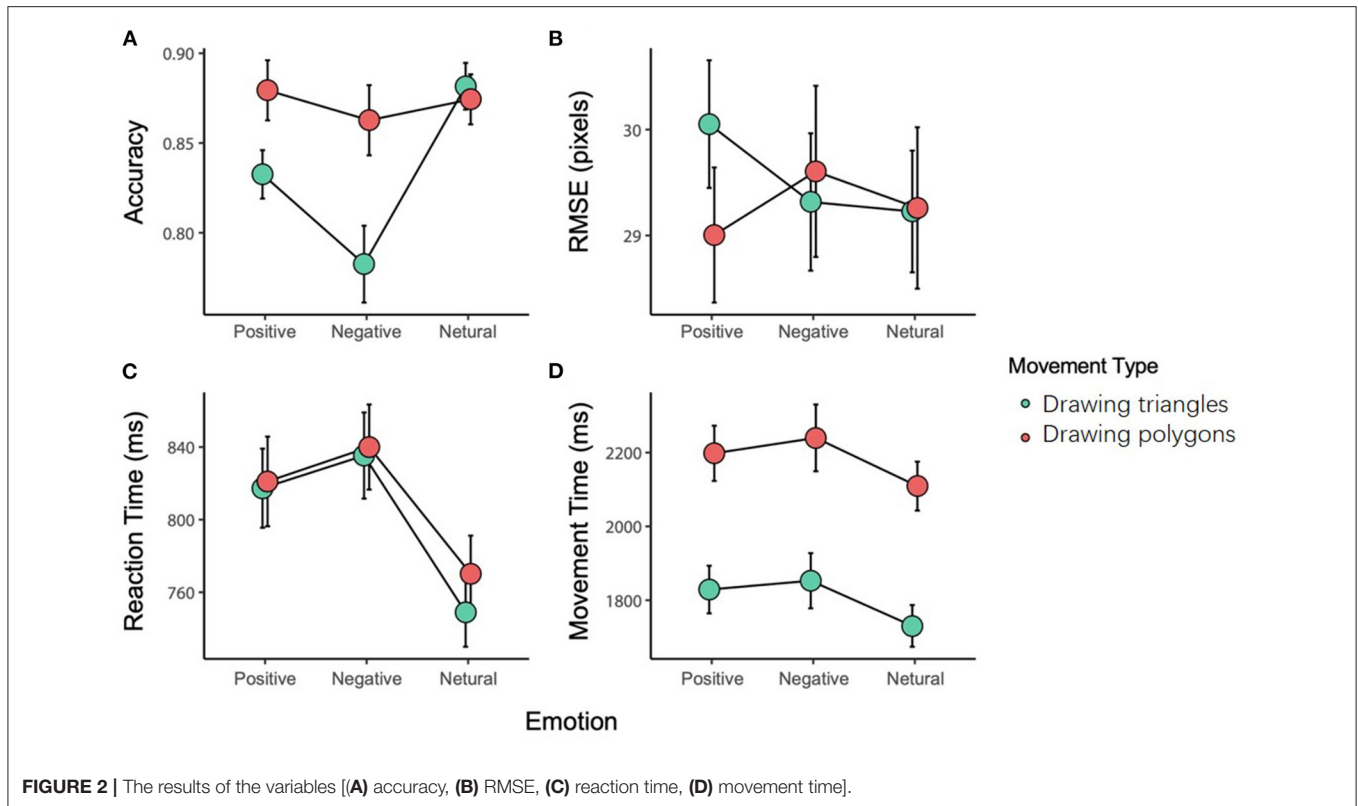 A
0.90
0.85
0.80
Accuracy
Positive Negative Netural
B
30
29
RMSE (pixels)
Positive Negative Netural
C
840
800
760
Reaction Time (ms)
Positive Negative Netural
D
2200
2000
1800
Movement Time (ms)
Positive Negative Netural
Movement Type
Drawing triangles
Drawing polygons
Emotion
FIGURE 2 | The results of the variables [(A) accuracy, (B) RMSE, (C) reaction time, (D) movement time].